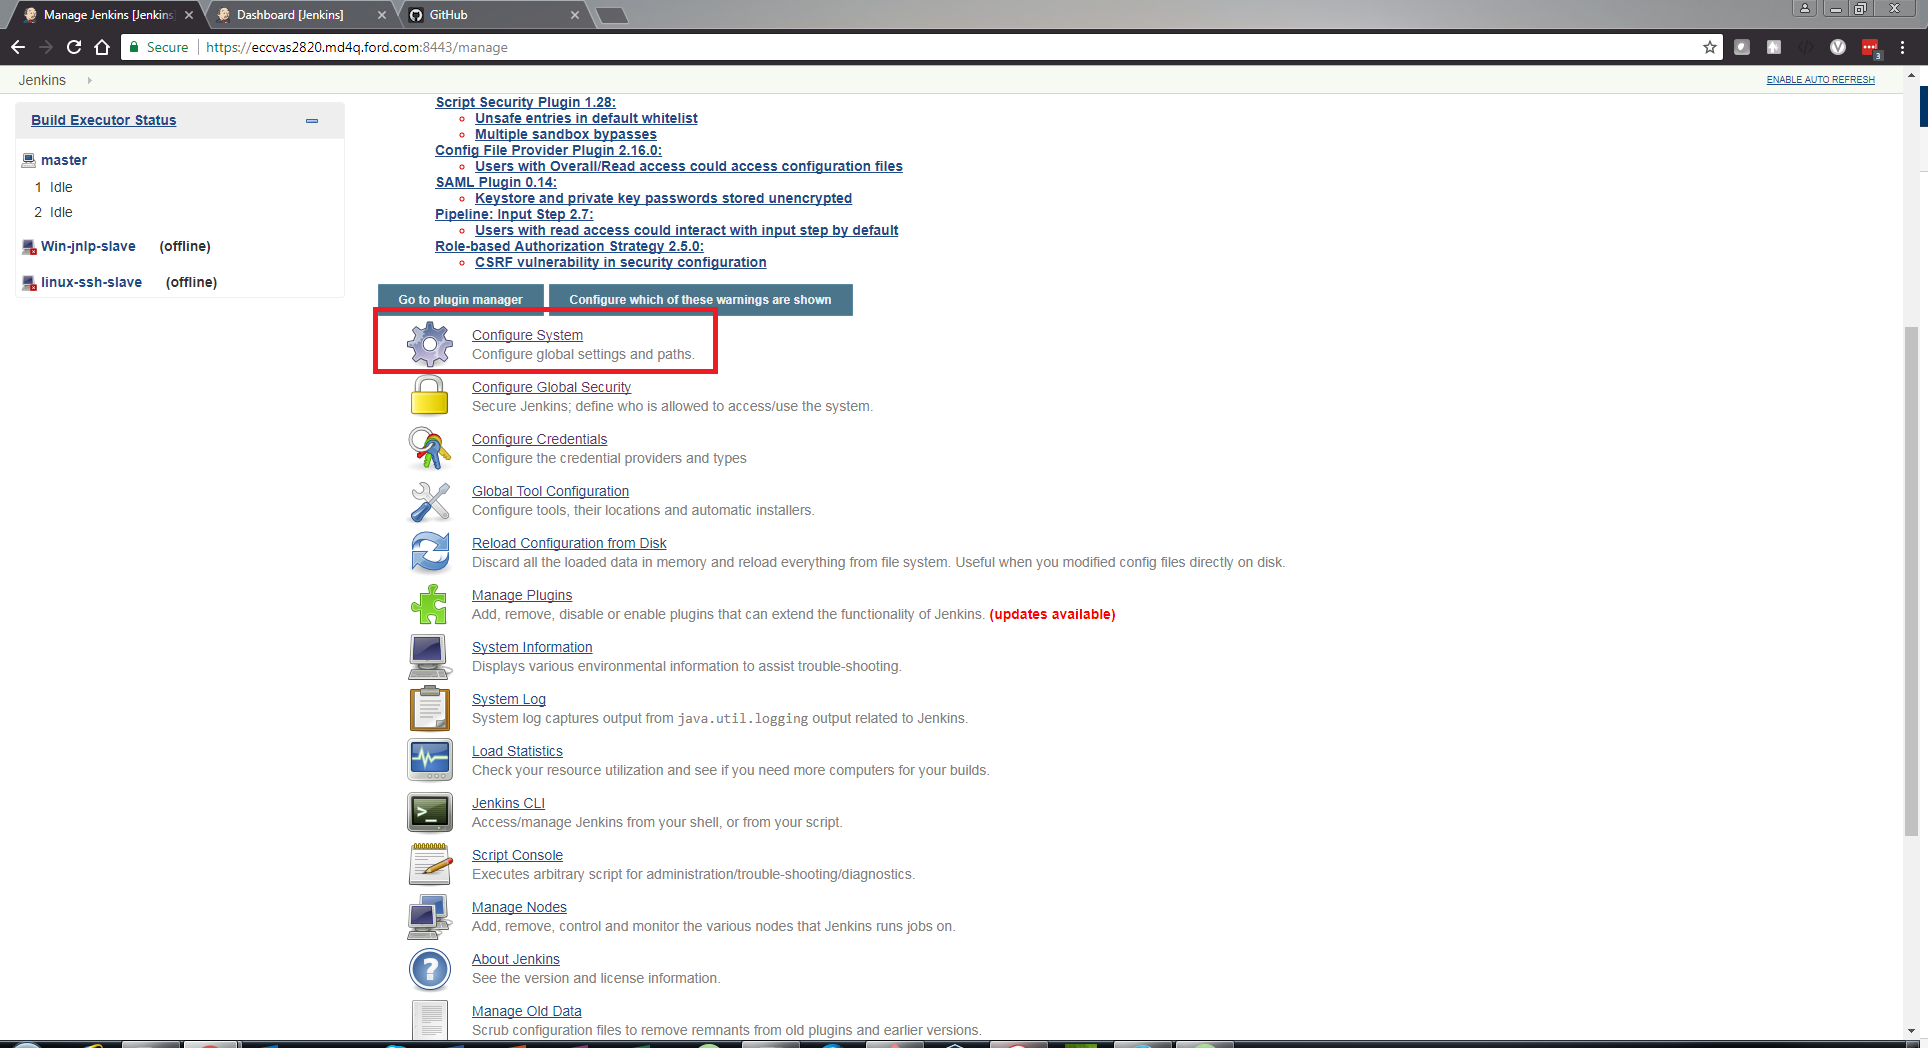 Manage Jenkins [Jenkins]
Dashboard [Jenkins]
GitHub
Secure
https://eccvas2820.md4q.ford.com:8443/manage
3
Jenkins
ENABLE AUTO REFRESH
Build Executor Status
master
1 Idle
2 Idle
Win-jnlp-slave (offline)
linux-ssh-slave (offline)
Script Security Plugin 1.28:
Unsafe entries in default whitelist
Multiple sandbox bypasses
Config File Provider Plugin 2.16.0:
Users with Overall/Read access could access configuration files
SAML Plugin 0.14:
Keystore and private key passwords stored unencrypted
Pipeline: Input Step 2.7:
Users with read access could interact with input step by default
Role-based Authorization Strategy 2.5.0:
CSRF vulnerability in security configuration
Go to plugin manager
Configure which of these warnings are shown
Configure System
Configure global settings and paths.
Configure Global Security
Secure Jenkins; define who is allowed to access/use the system.
Configure Credentials
Configure the credential providers and types
Global Tool Configuration
Configure tools, their locations and automatic installers.
Reload Configuration from Disk
Discard all the loaded data in memory and reload everything from file system. Useful when you modified config files directly on disk.
Manage Plugins
Add, remove, disable or enable plugins that can extend the functionality of Jenkins. (updates available)
System Information
Displays various environmental information to assist trouble-shooting.
System Log
System log captures output from java.util.logging output related to Jenkins.
Load Statistics
Check your resource utilization and see if you need more computers for your builds.
Jenkins CLI
Access/manage Jenkins from your shell, or from your script.
Script Console
Executes arbitrary script for administration/trouble-shooting/diagnostics.
Manage Nodes
Add, remove, control and monitor the various nodes that Jenkins runs jobs on.
About Jenkins
See the version and license information.
Manage Old Data
Scrub configuration files to remove remnants from old plugins and earlier versions.